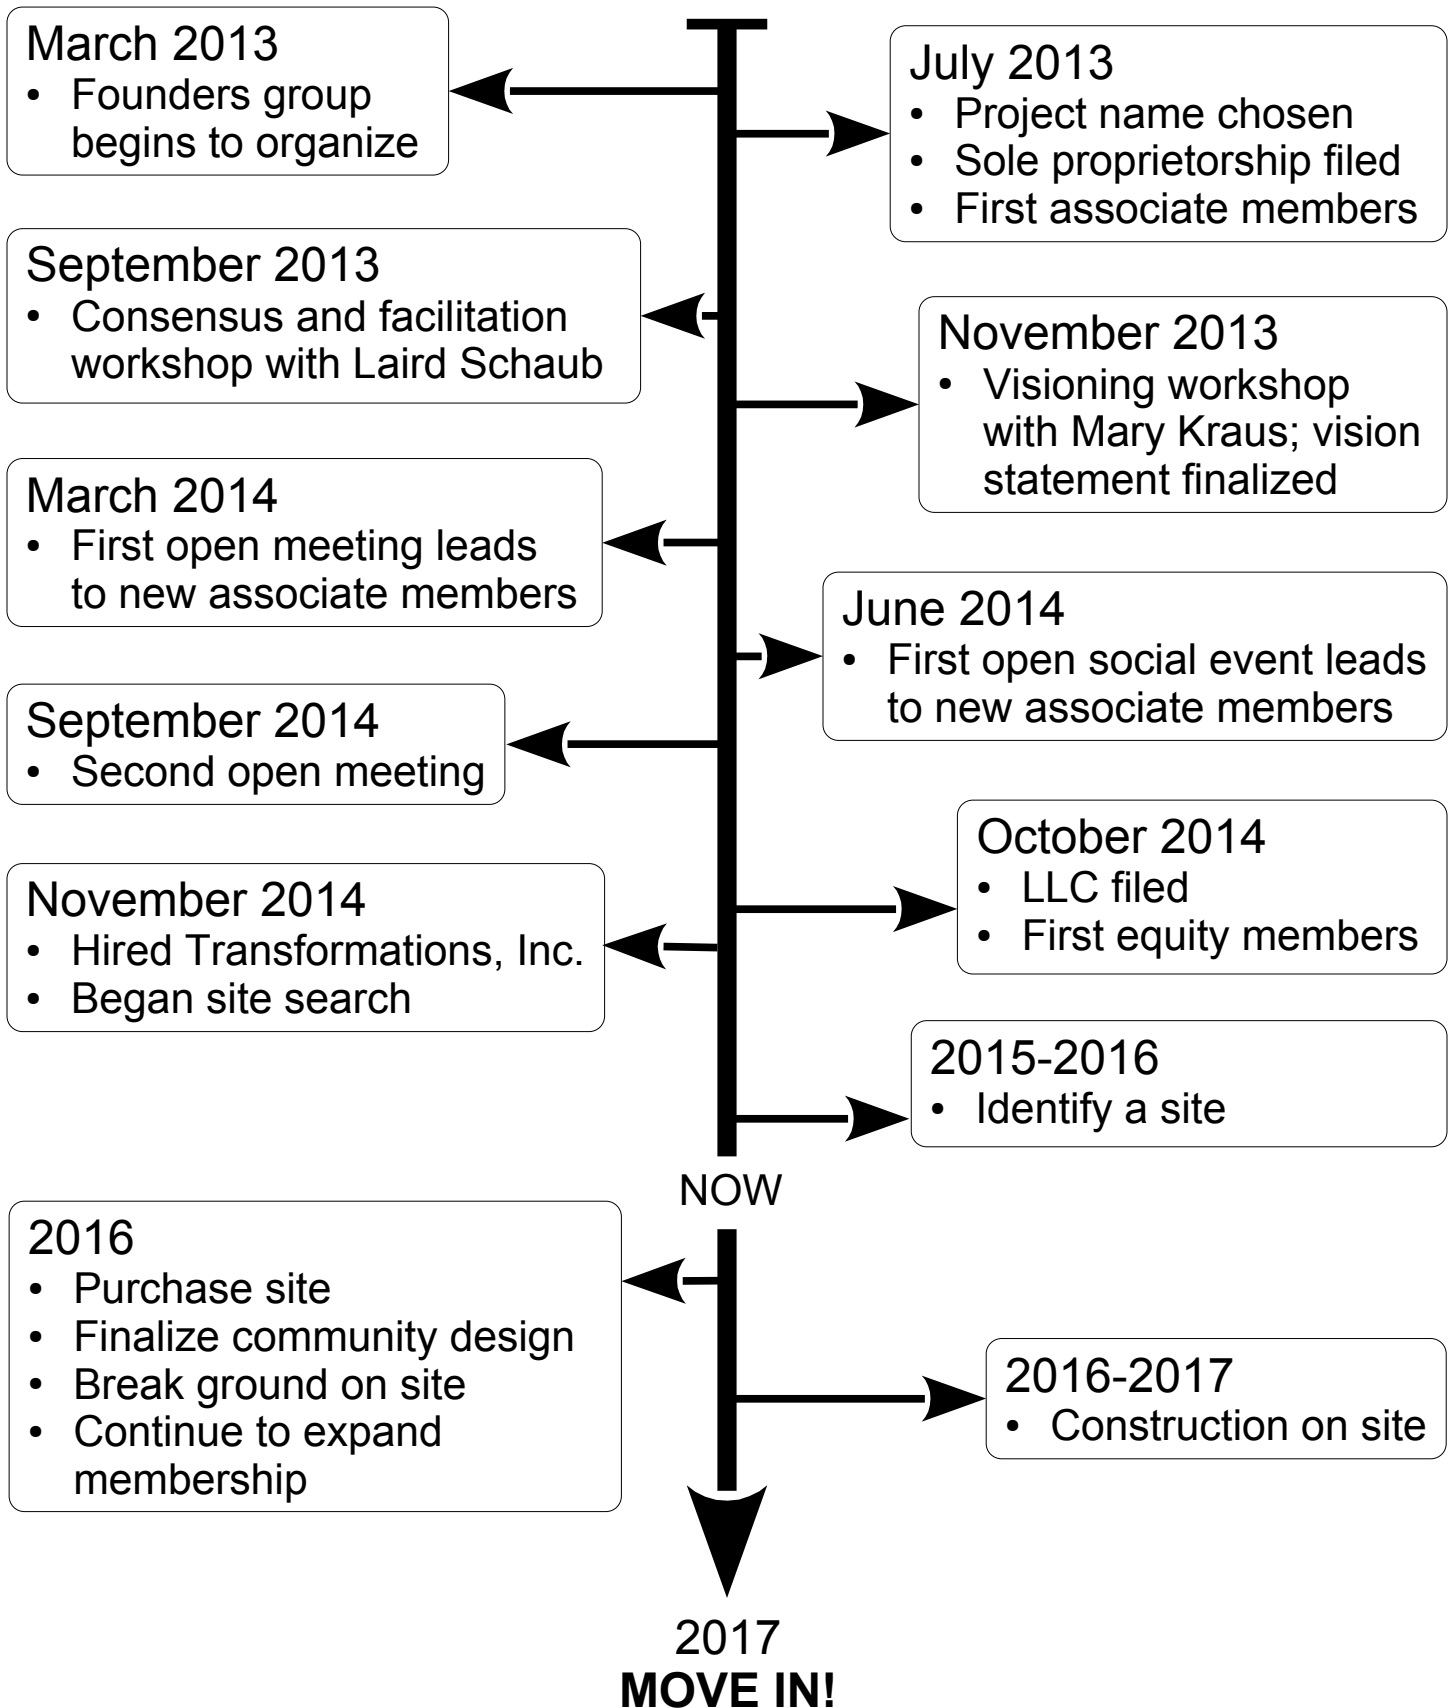 March 2013
• Founders group
begins to organize
July 2013
• Project name chosen
• Sole proprietorship filed
• First associate members
September 2013
• Consensus and facilitation
workshop with Laird Schaub
November 2013
• Visioning workshop
with Mary Kraus; vision
statement finalized
March 2014
• First open meeting leads
to new associate members
June 2014
• First open social event leads
to new associate members
September 2014
• Second open meeting
October 2014
• LLC filed
• First equity members
November 2014
• Hired Transformations, Inc.
• Began site search
2015-2016
• Identify a site
NOW
2016
• Purchase site
• Finalize community design
• Break ground on site
• Continue to expand
membership
2016-2017
• Construction on site
2017
MOVE IN!